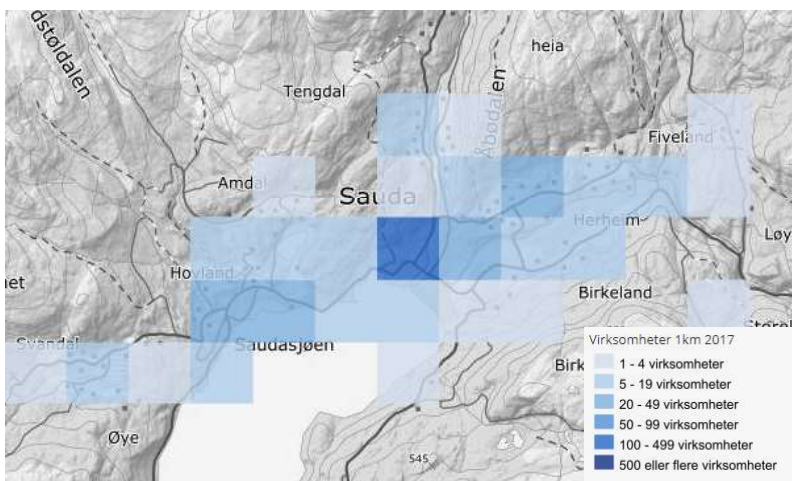 dstøldalen
heia
Tengdal
Åbødalen
Fiveland
Amdal
Sauda
Herheim
Løy
Hovland
net
Birkeland
Svandal
Saudasjøen
Birk
Øye
545
Virksomheter 1km 2017
1 - 4 virksomheter
5 - 19 virksomheter
20 - 49 virksomheter
50 - 99 virksomheter
100 - 499 virksomheter
500 eller flere virksomheter